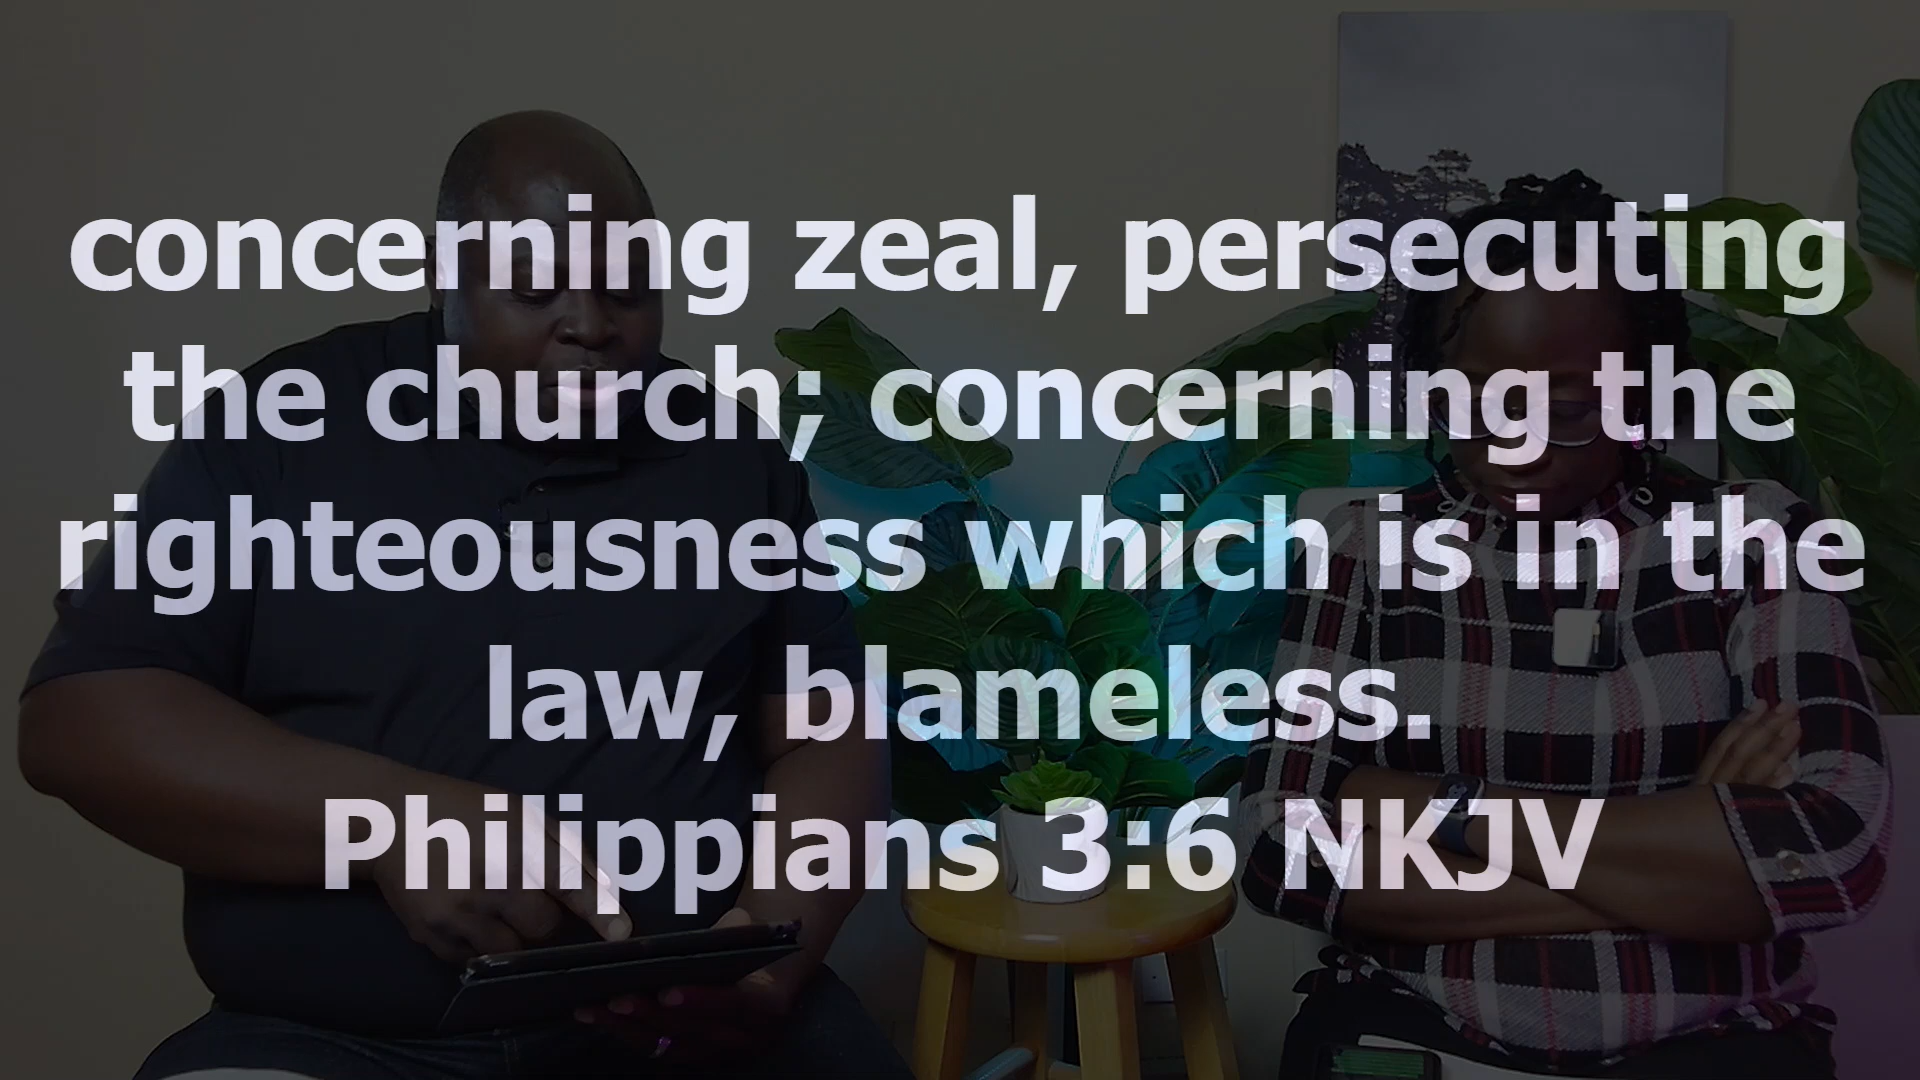 concerning zeal, persecuting
the church; concerning the
righteousness which is in the
law, blameless.
Philippians 3:6 NKJV